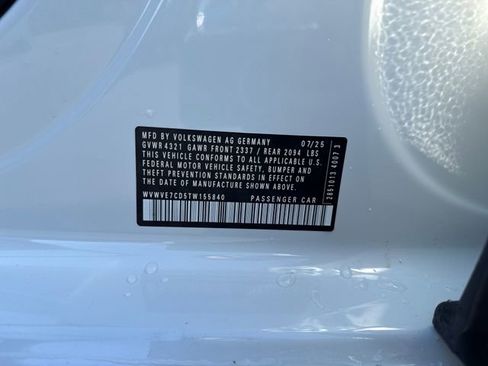 MFD BY VOLKSWAGEN AG GERMANY 07/25
GVWR 4321 GAWR FRONT 2337 / REAR 2094 LBS
THIS VEHICLE CONFORMS TO ALL APPLICABLE U.S.
FEDERAL MOTOR VEHICLE SAFETY, BUMPER, AND
THEFT PREVENTION STANDARDS IN EFFECT ON THE
DATE OF MANUFACTURE SHOWN ABOVE
WVWVE7CD5TW155840 PASSENGER CAR
2851013 40073